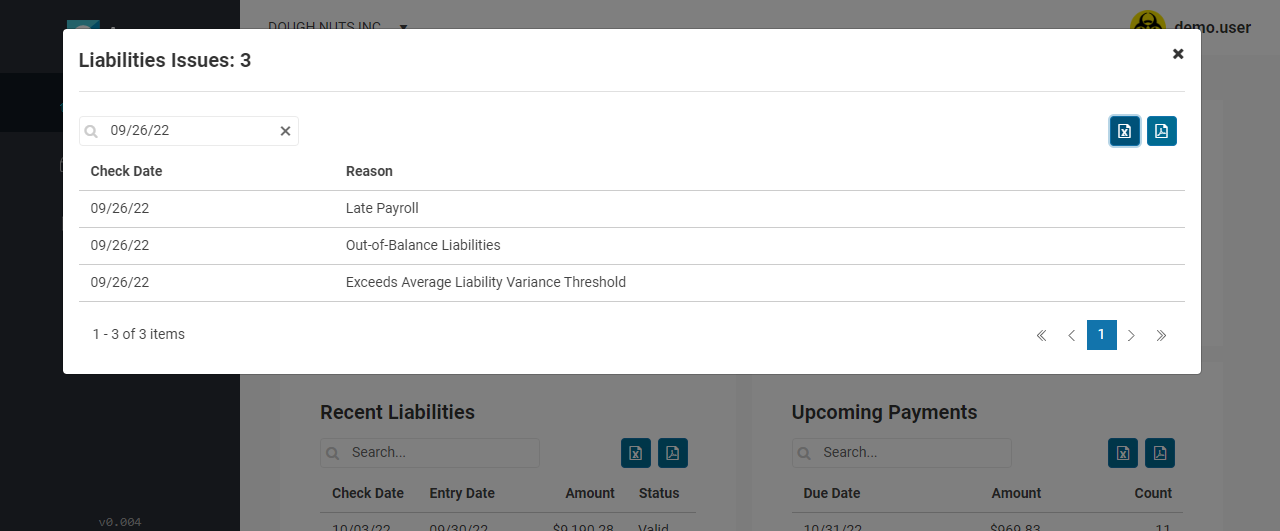 DOUGH NUTS INC
demo.user
Liabilities Issues: 3
09/26/22
Check Date Reason
09/26/22 Late Payroll
09/26/22 Out-of-Balance Liabilities
09/26/22 Exceeds Average Liability Variance Threshold
1 - 3 of 3 items
1
Recent Liabilities
Upcoming Payments
Search...
Search...
Check Date Entry Date Amount Status
Due Date Amount Count
10/03/22 09/30/22 $9,190.28 Valid
10/31/22 $969.83 11
v0.004